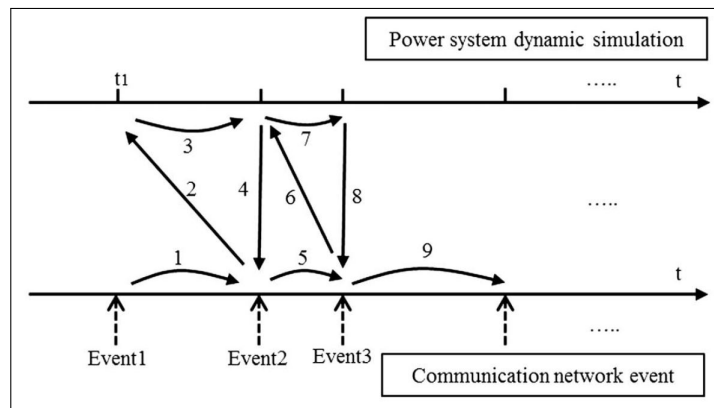 Power system dynamic simulation
t1
…..
t
3
7
2
4
6
8
…..
1
5
9
t
…..
Event1
Event2
Event3
Communication network event